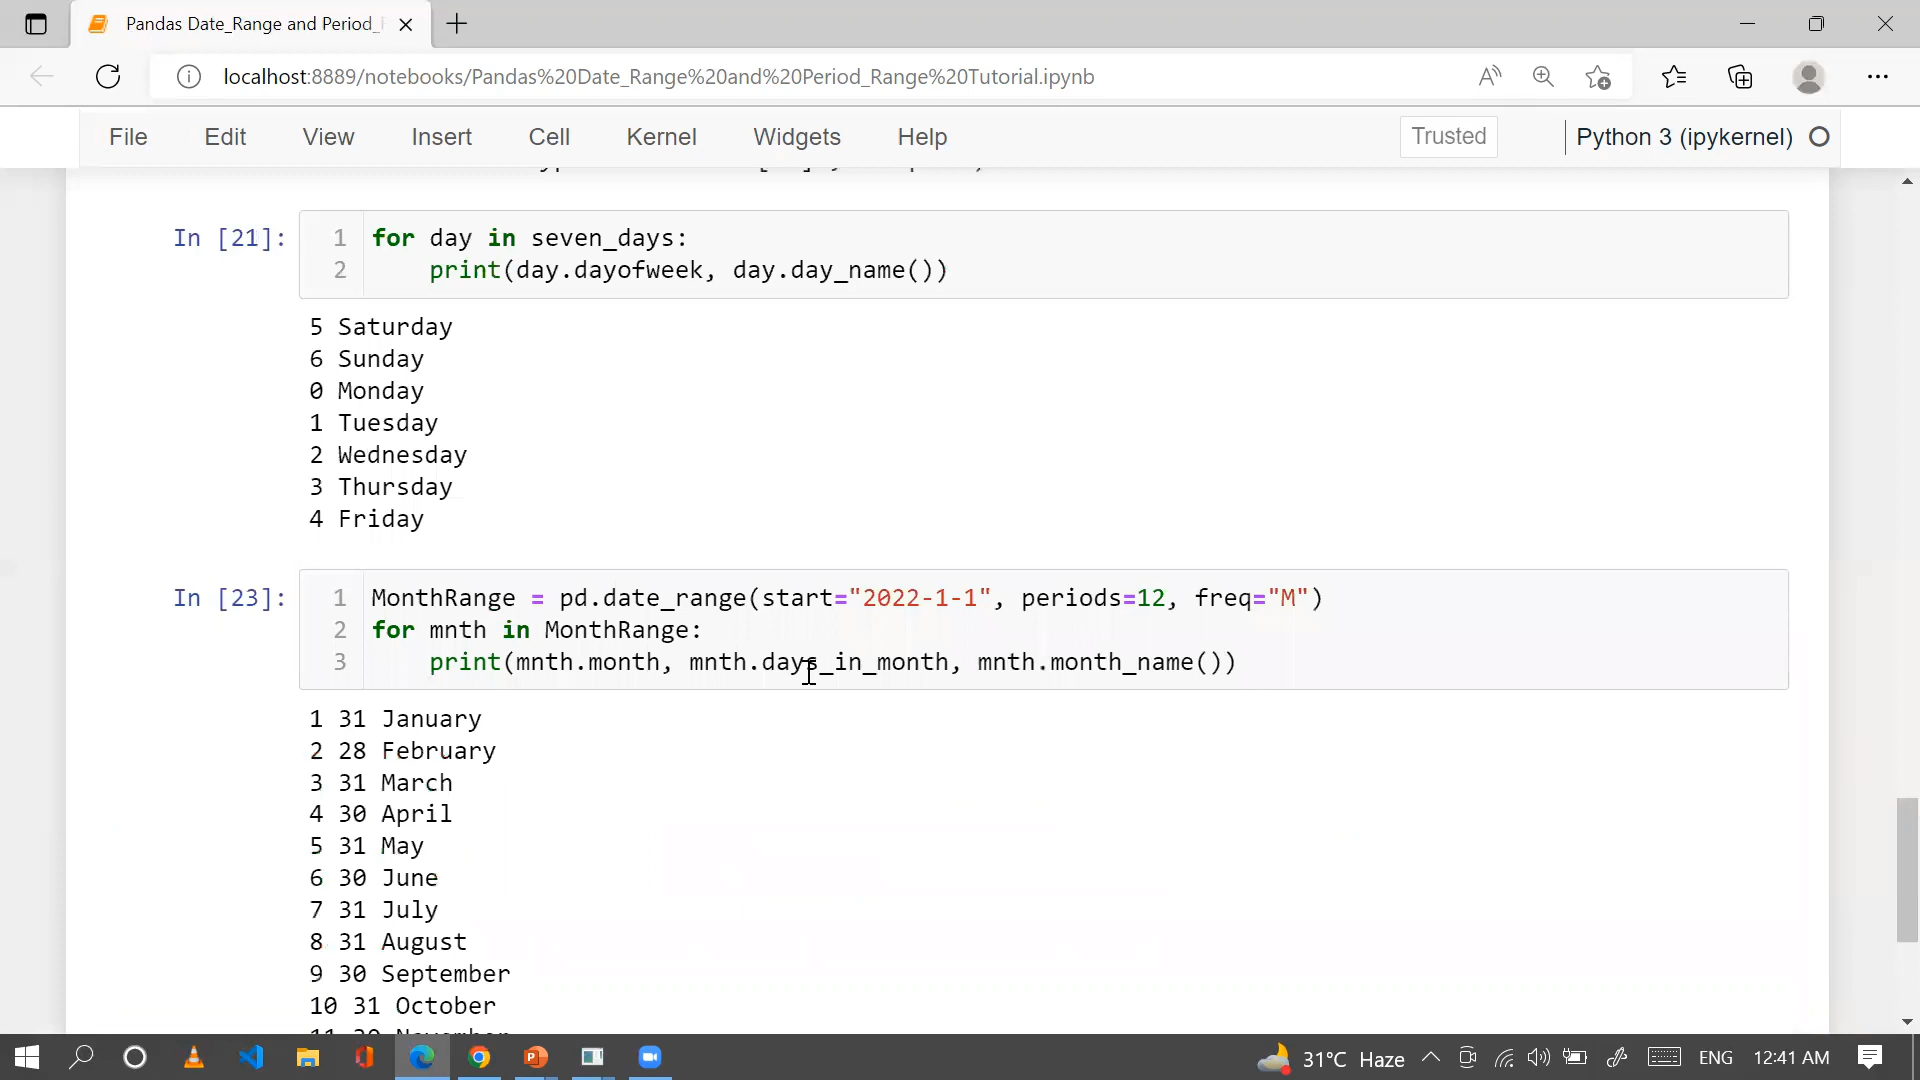 Pandas Date_Range and Period_
localhost:8889/notebooks/Pandas%20Date_Range%20and%20Period_Range%20Tutorial.ipynb
File Edit View Insert Cell Kernel Widgets Help Trusted Python 3 (ipykernel)
In [21]: 1 for day in seven_days:
2 print(day.dayofweek, day.day_name())
5 Saturday
6 Sunday
0 Monday
1 Tuesday
2 Wednesday
3 Thursday
4 Friday
In [23]: 1 MonthRange = pd.date_range(start="2022-1-1", periods=12, freq="M")
2 for mnth in MonthRange:
3 print(mnth.month, mnth.days_in_month, mnth.month_name())
1 31 January
2 28 February
3 31 March
4 30 April
5 31 May
6 30 June
7 31 July
8 31 August
9 30 September
10 31 October
11 30 November
31°C Haze ENG 12:41 AM